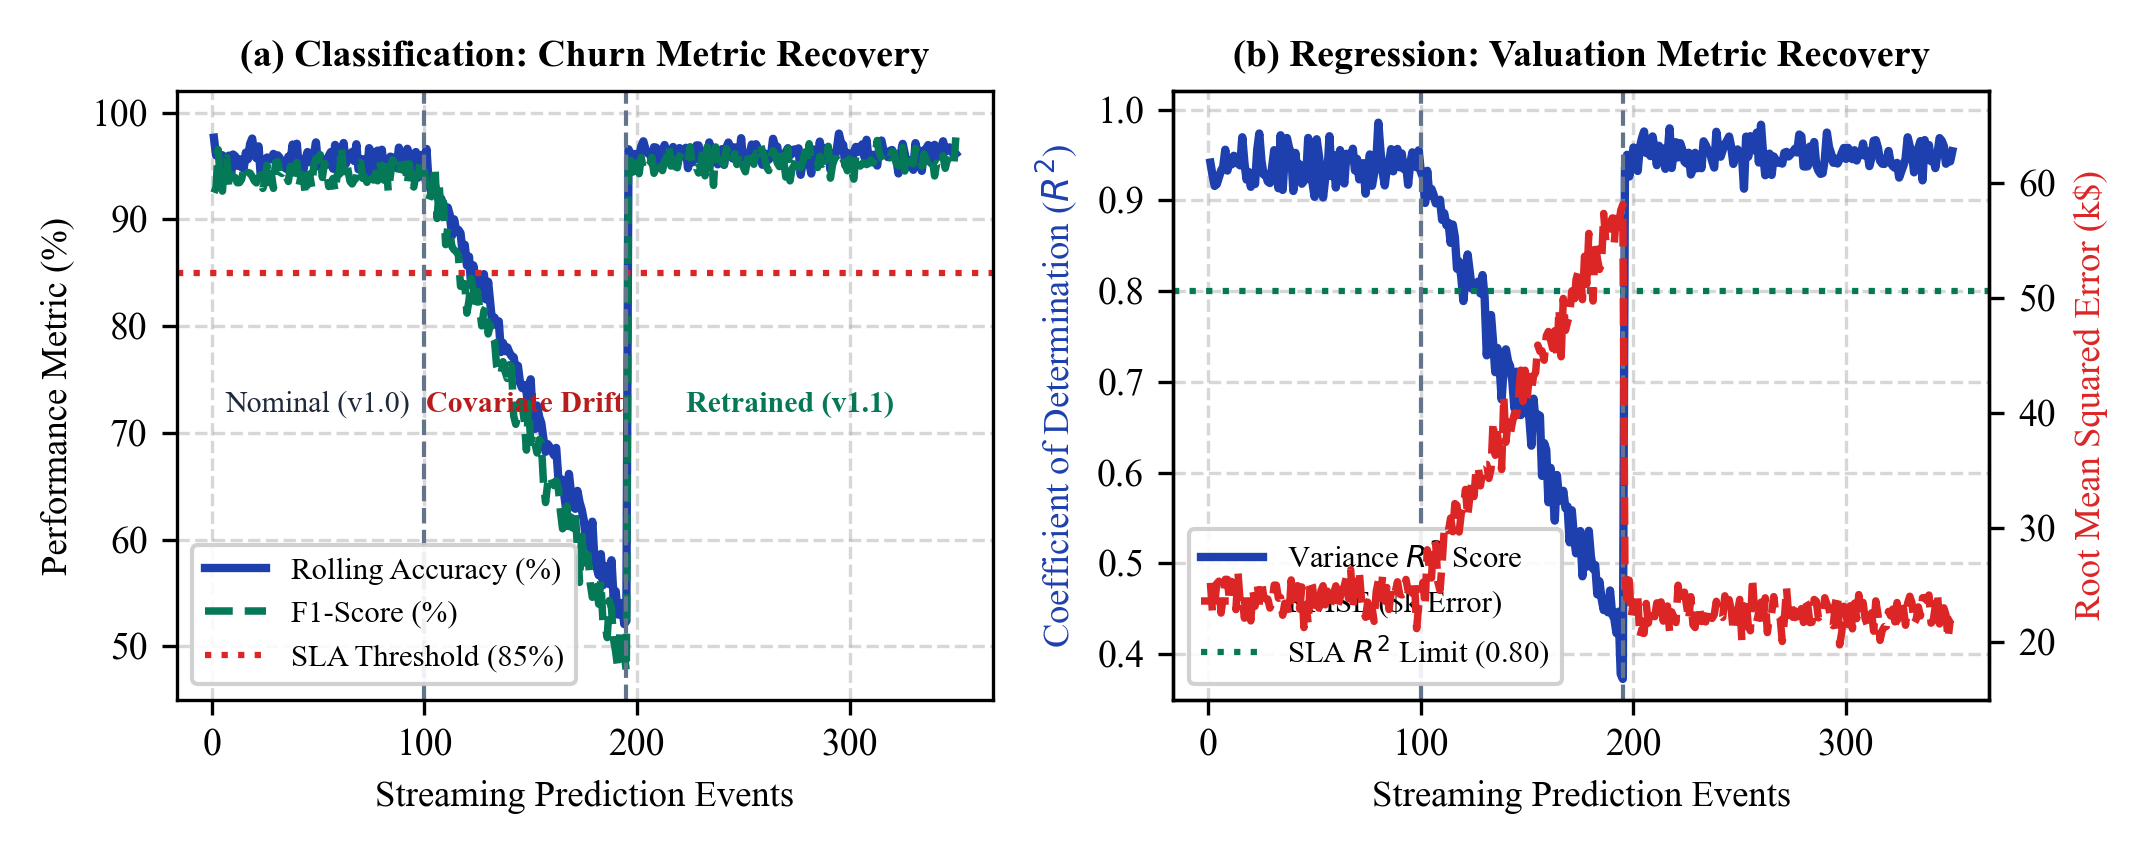 (a) Classification: Churn Metric Recovery
Performance Metric (%)
100
90
80
70
60
50
Nominal (v1.0)
Covariate Drift
Retrained (v1.1)
Rolling Accuracy (%)
F1-Score (%)
SLA Threshold (85%)
0
100
200
300
Streaming Prediction Events
(b) Regression: Valuation Metric Recovery
Coefficient of Determination (R²)
1.0
0.9
0.8
0.7
0.6
0.5
0.4
Variance R² Score
RMSE ($k Error)
SLA R² Limit (0.80)
0
100
200
300
Streaming Prediction Events
60
50
40
30
20
Root Mean Squared Error (k$)